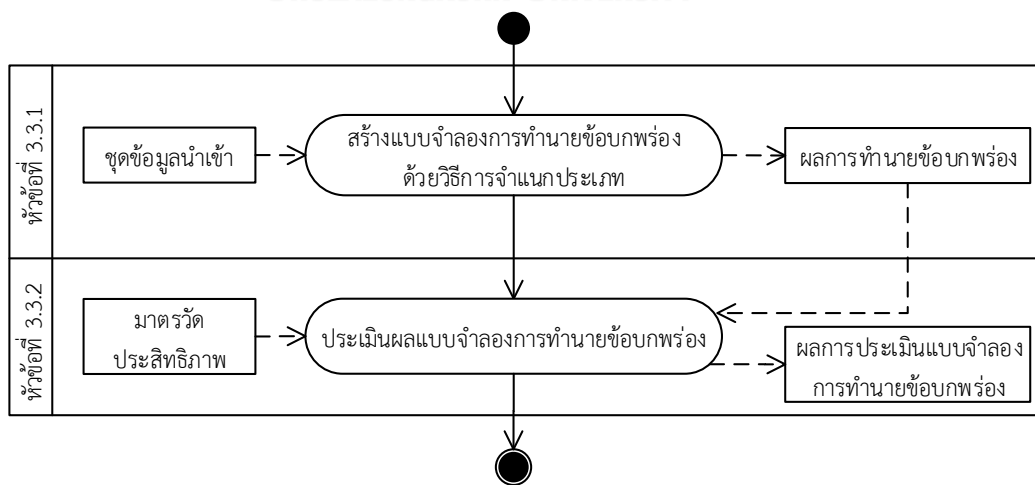 หัวข้อที่ 3.3.1
ชุดข้อมูลนำเข้า
สร้างแบบจำลองการทำนายข้อบกพร่อง
ด้วยวิธีการจำแนกประเภท
ผลการทำนายข้อบกพร่อง
หัวข้อที่ 3.3.2
มาตรวัด
ประสิทธิภาพ
ประเมินผลแบบจำลองการทำนายข้อบกพร่อง
ผลการประเมินแบบจำลอง
การทำนายข้อบกพร่อง